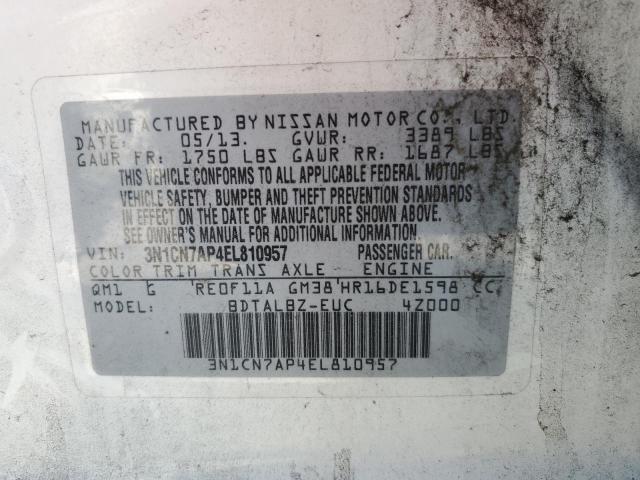 MANUFACTURED BY NISSAN MOTOR CO., LTD.
DATE: 05/13. GVWR: 3389 LBS
GAWR FR: 1750 LBS GAWR RR: 1687 LBS
THIS VEHICLE CONFORMS TO ALL APPLICABLE FEDERAL MOTOR
VEHICLE SAFETY, BUMPER AND THEFT PREVENTION STANDARDS
IN EFFECT ON THE DATE OF MANUFACTURE SHOWN ABOVE.
SEE OWNER'S MANUAL FOR ADDITIONAL INFORMATION.
VIN: 3N1CN7AP4EL810957 PASSENGER CAR.
COLOR TRIM TRANS AXLE ENGINE
QM1 G RE0F11A GM38 HR16DE1598 CC
MODEL: BDTALBZ-EUC 4Z000
3N1CN7AP4EL810957